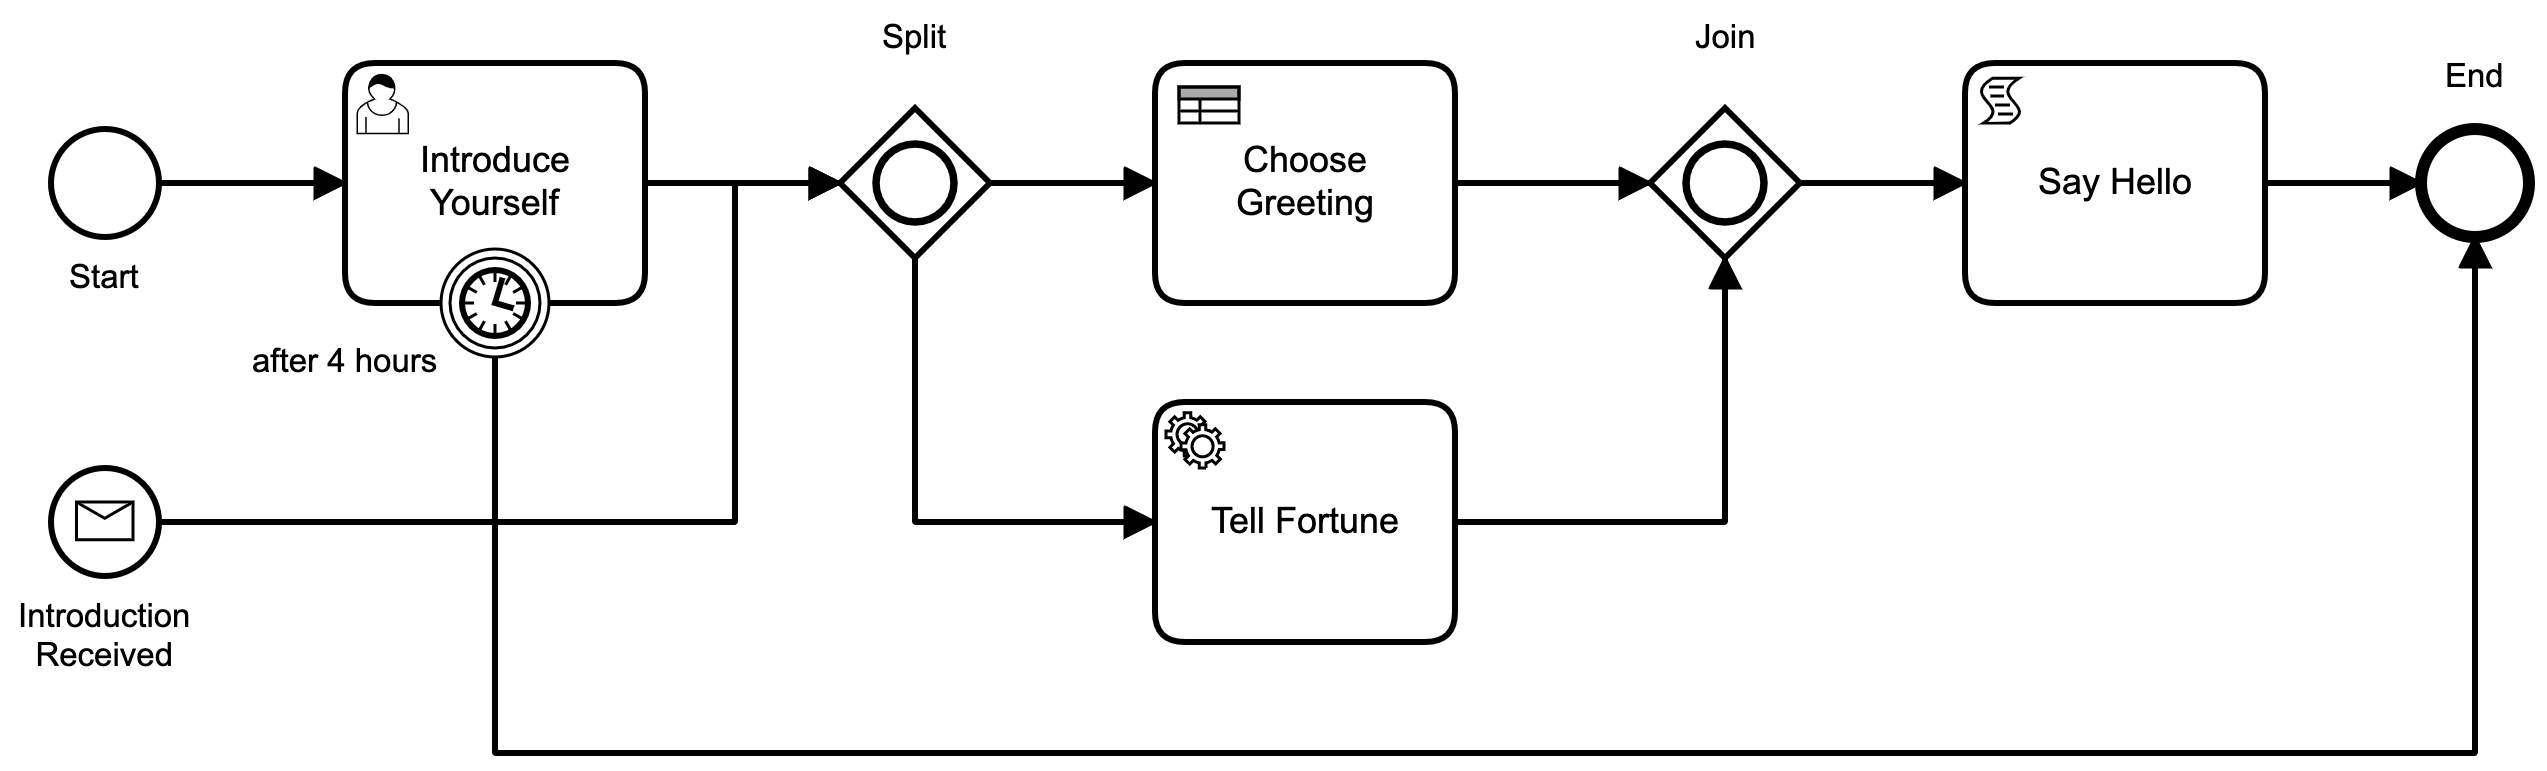 Split
Join
End
Introduce
Yourself
Choose
Greeting
Say Hello
Start
after 4 hours
Tell Fortune
Introduction
Received